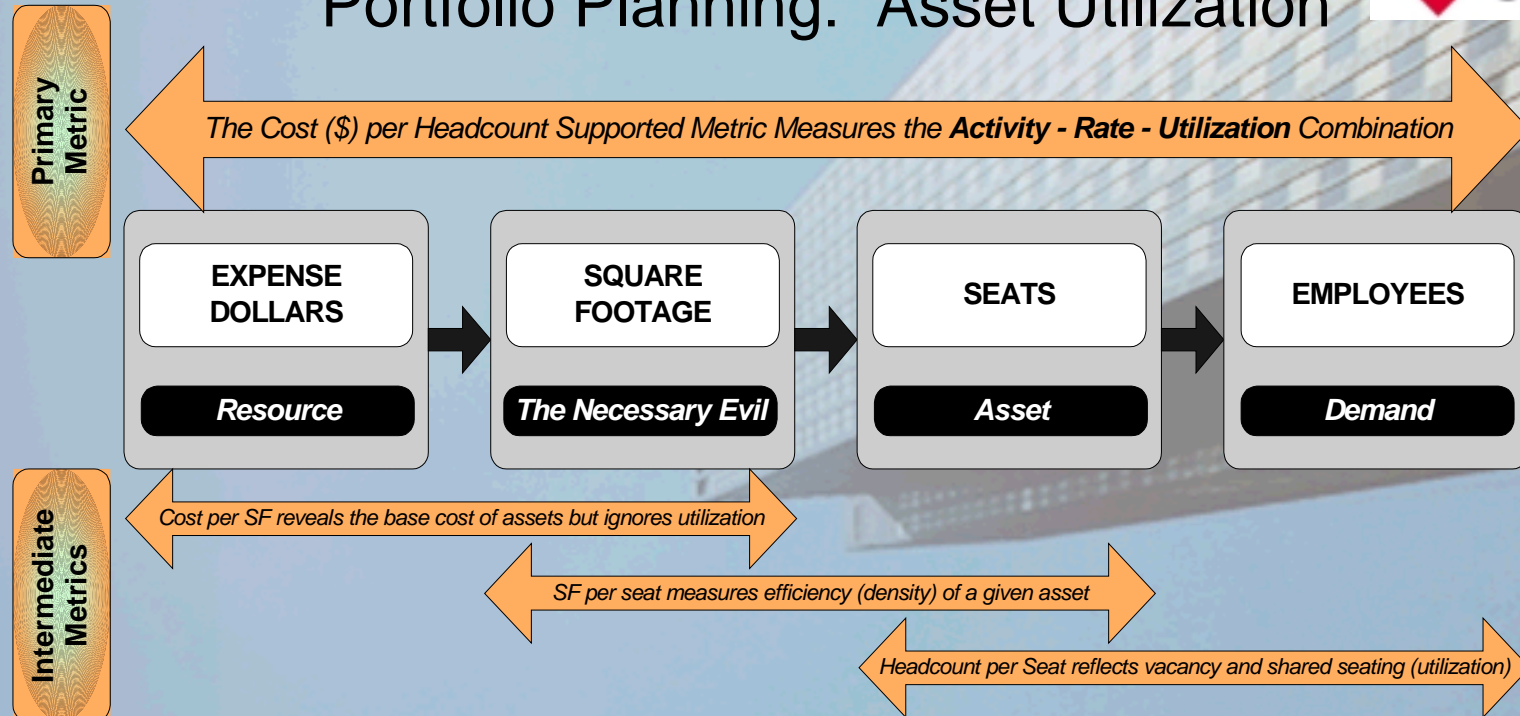 Portfolio Planning: Asset Utilization
Primary
Metric
The Cost ($) per Headcount Supported Metric Measures the Activity - Rate - Utilization Combination
EXPENSE
DOLLARS
Resource
SQUARE
FOOTAGE
The Necessary Evil
SEATS
Asset
EMPLOYEES
Demand
Intermediate
Metrics
Cost per SF reveals the base cost of assets but ignores utilization
SF per seat measures efficiency (density) of a given asset
Headcount per Seat reflects vacancy and shared seating (utilization)